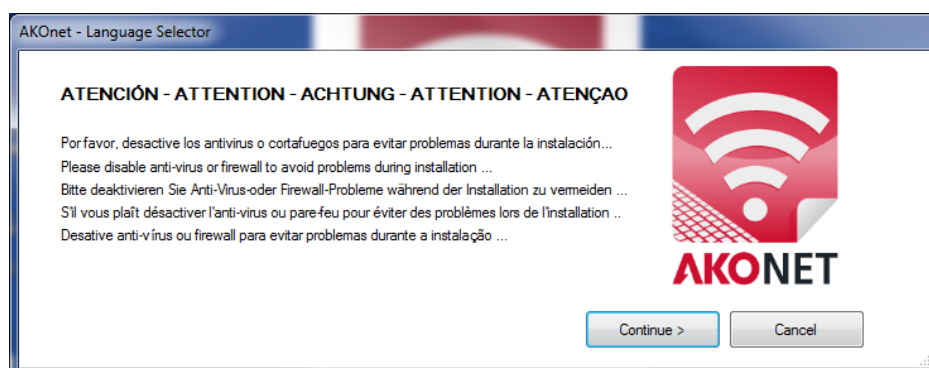 AKOnet - Language Selector
ATENCIÓN - ATTENTION - ACHTUNG - ATTENTION - ATENÇAO
Por favor, desactive los antivirus o cortafuegos para evitar problemas durante la instalación...
Please disable anti-virus or firewall to avoid problems during installation ...
Bitte deaktivieren Sie Anti-Virus-oder Firewall-Probleme während der Installation zu vermeiden ...
S'il vous plaît désactiver l'anti-virus ou pare-feu pour éviter des problèmes lors de l'installation ..
Desative anti-vírus ou firewall para evitar problemas durante a instalação ...
AKONET
Continue >
Cancel